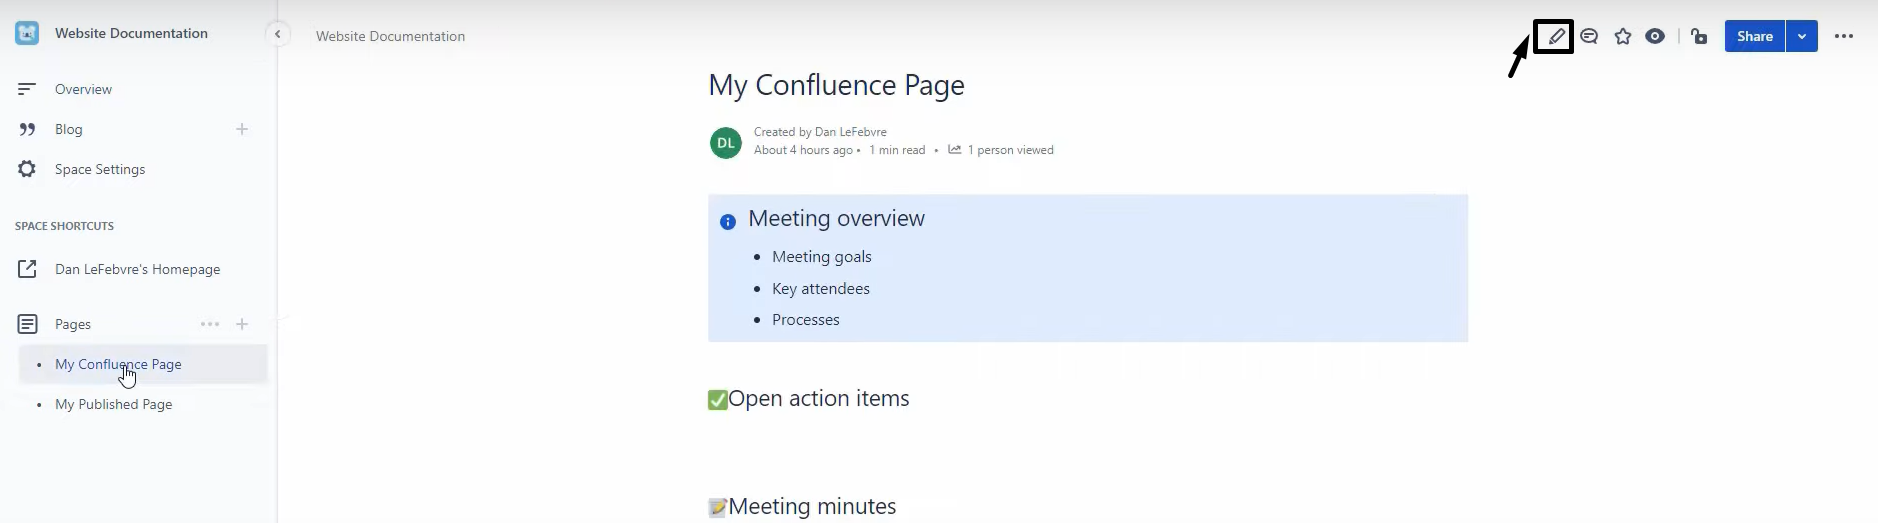 Website Documentation
Overview
Blog
Space Settings
SPACE SHORTCUTS
Dan LeFebvre's Homepage
Pages
My Confluence Page
My Published Page
Website Documentation
Share
My Confluence Page
DL
Created by Dan LeFebvre
About 4 hours ago • 1 min read • 1 person viewed
Meeting overview
• Meeting goals
• Key attendees
• Processes
Open action items
Meeting minutes